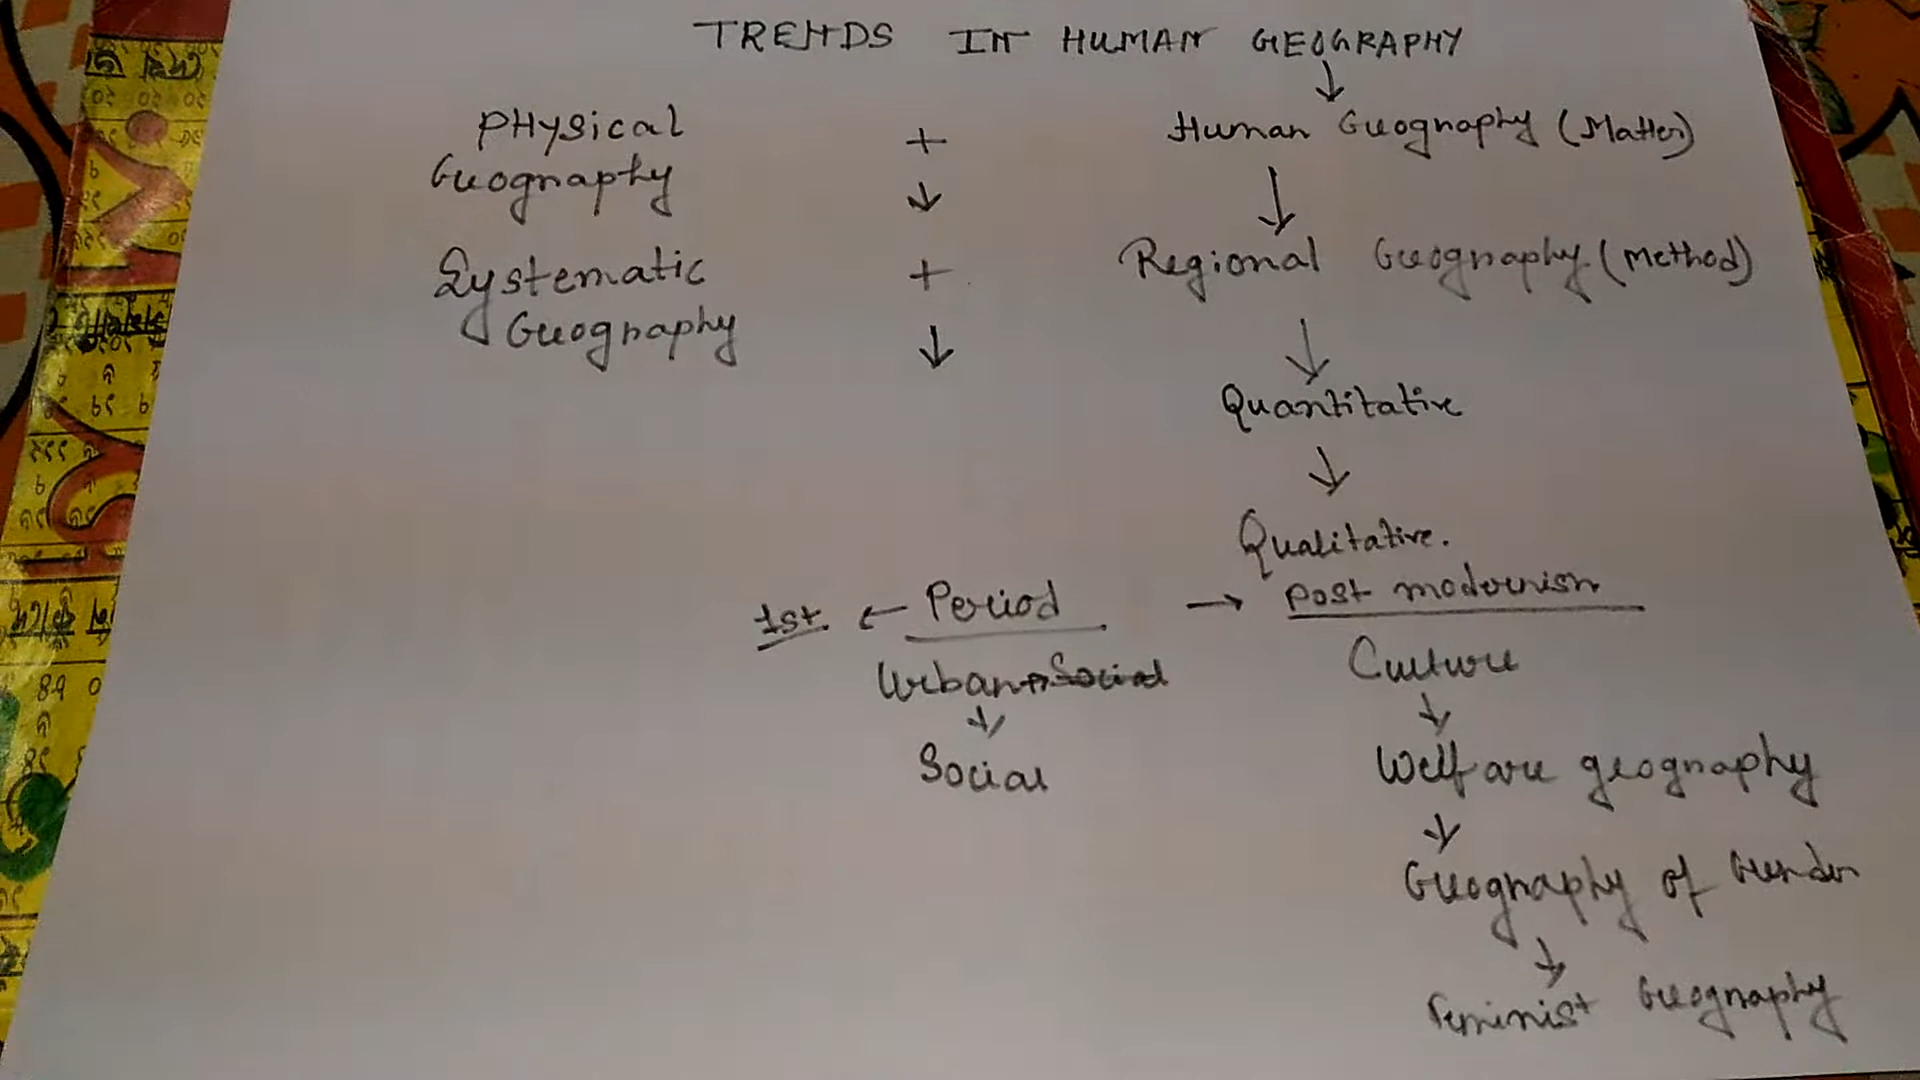 TRENDS IN HUMAN GEOGRAPHY
↓
Physical + Human Geography (Matter)
Geography ↓ ↓
Systematic + Regional Geography (Method)
Geography ↓ ↓
Quantitative
↓
Qualitative.
1st. ← Period → Post modernism
Urban Social Culture
↓ ↓
Social Welfare geography
↓
Geography of Gender
↓
Feminist Geography